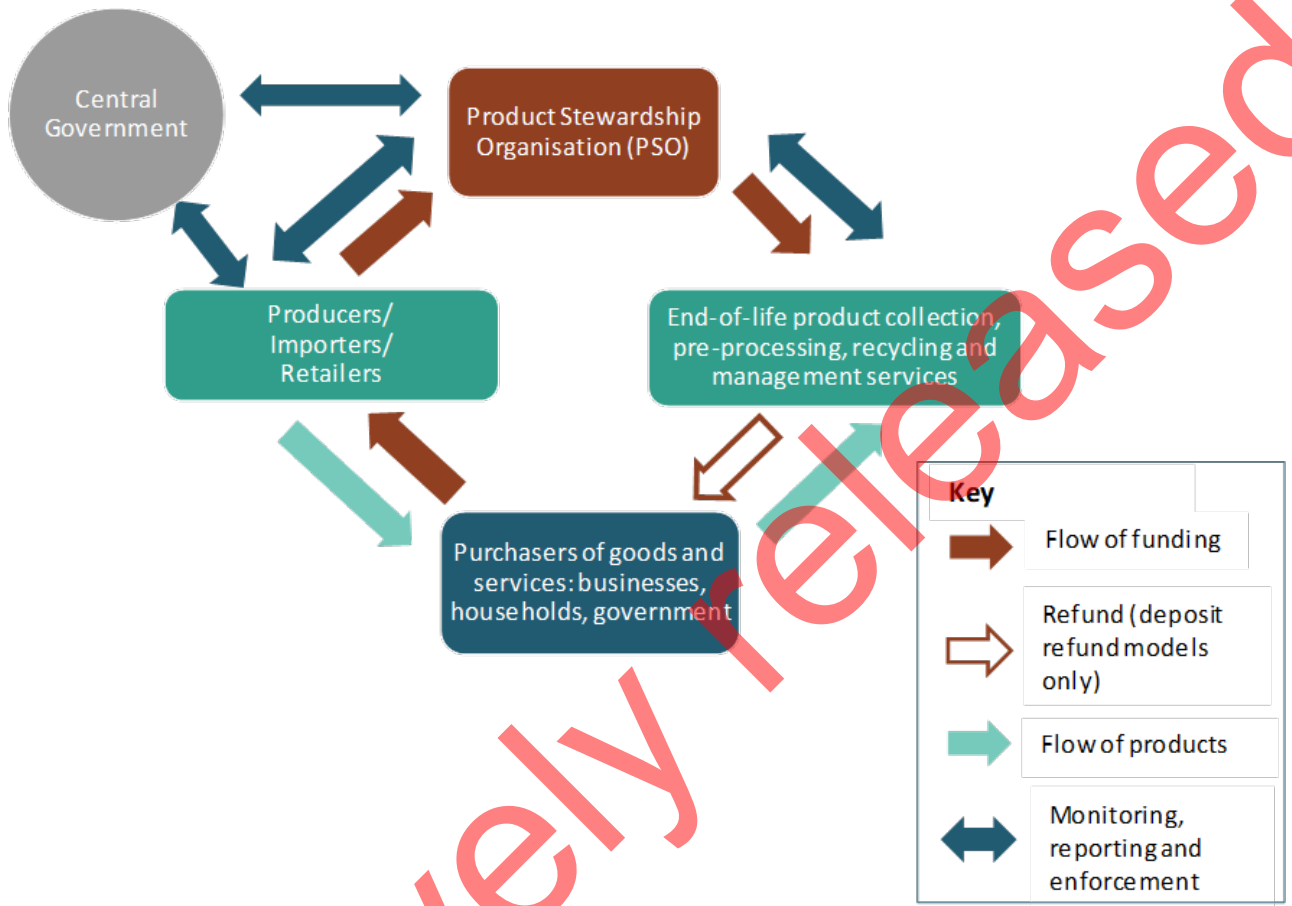 Central
Government
Product Stewardship
Organisation (PSO)
Producers/
Importers/
Retailers
End-of-life product collection,
pre-processing, recycling and
management services
Purchasers of goods and
services: businesses,
households, government
Key
Flow of funding
Refund (deposit
refund models
only)
Flow of products
Monitoring,
reporting and
enforcement
vely released